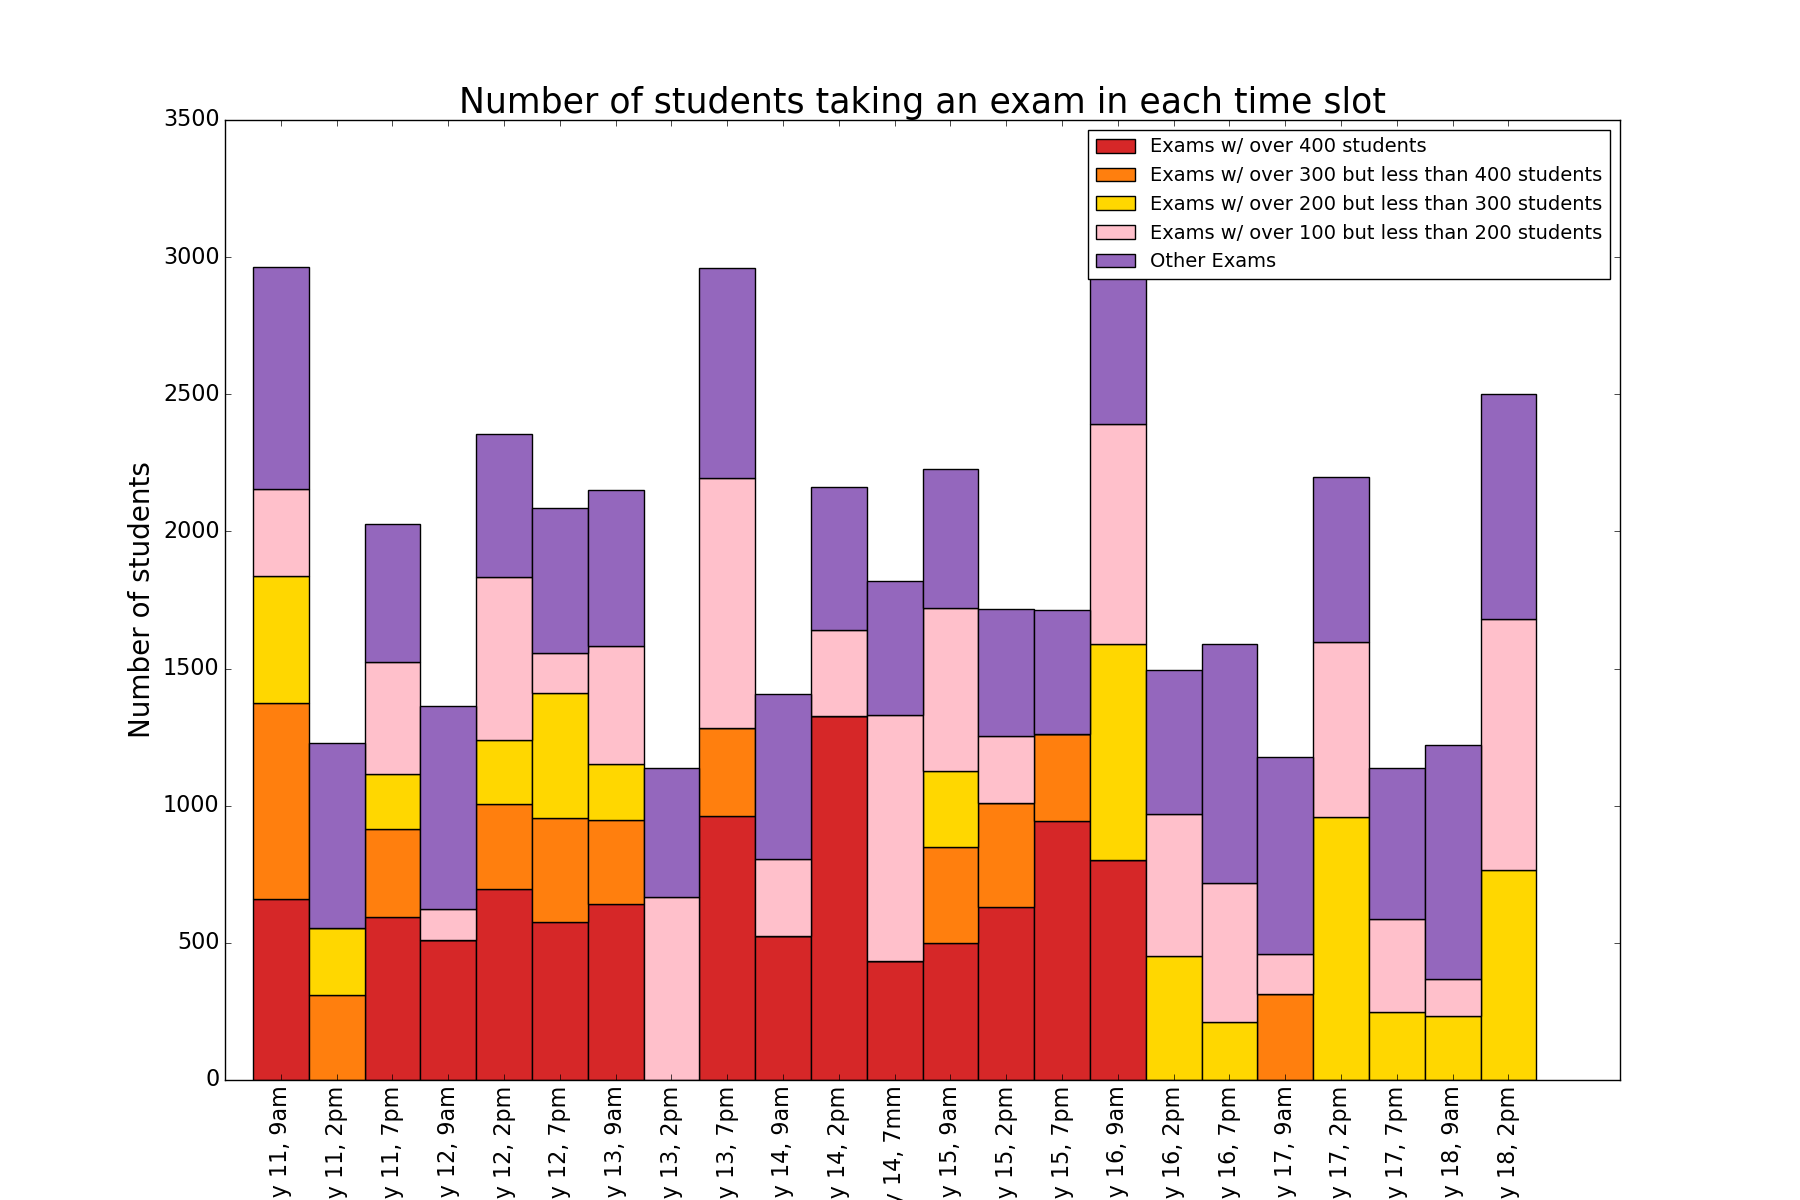 Number of students taking an exam in each time slot
3500
3000
2500
2000
1500
1000
500
0
Number of students
Exams w/ over 400 students
Exams w/ over 300 but less than 400 students
Exams w/ over 200 but less than 300 students
Exams w/ over 100 but less than 200 students
Other Exams
y 11, 9am
y 11, 2pm
y 11, 7pm
y 12, 9am
y 12, 2pm
y 12, 7pm
y 13, 9am
y 13, 2pm
y 13, 7pm
y 14, 9am
y 14, 2pm
y 14, 7mm
y 15, 9am
y 15, 2pm
y 15, 7pm
y 16, 9am
y 16, 2pm
y 16, 7pm
y 17, 9am
y 17, 2pm
y 17, 7pm
y 18, 9am
y 18, 2pm